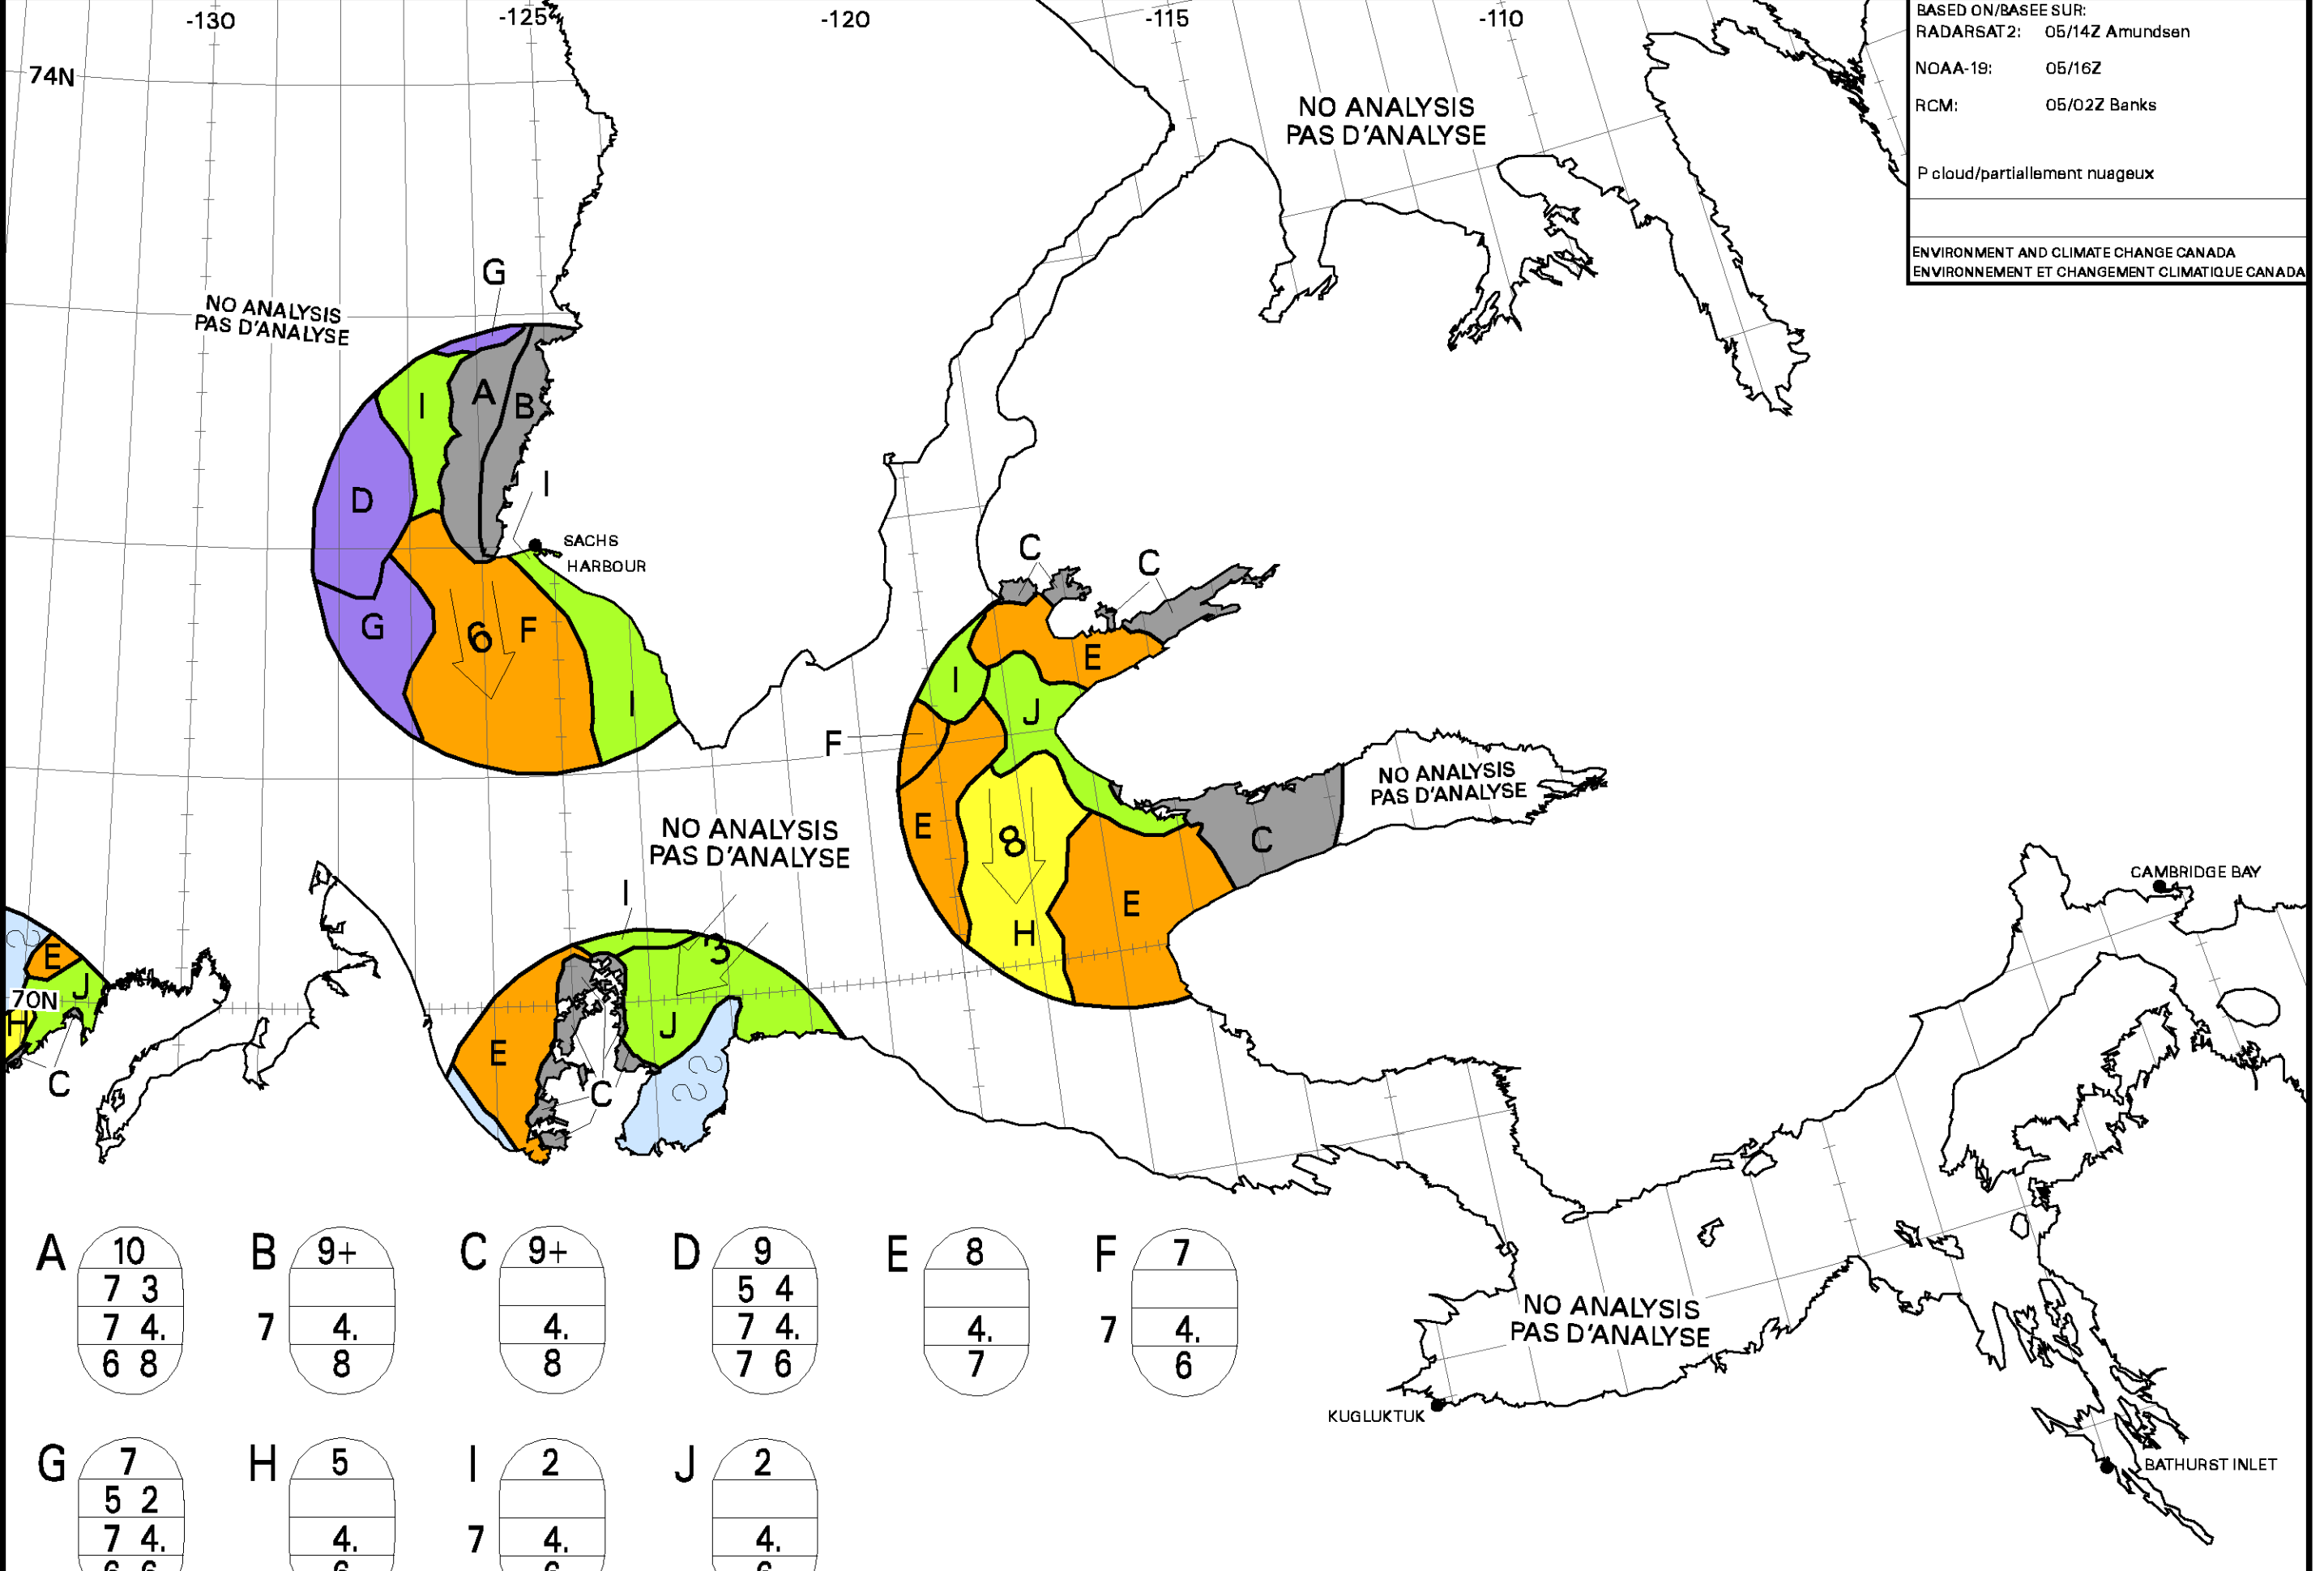 -130
-125
-120
-115
-110
74N
BASED ON/BASEE SUR:
RADARSAT2: 05/14Z Amundsen
NOAA-19: 05/16Z
RCM: 05/02Z Banks
P cloud/partiallement nuageux
ENVIRONMENT AND CLIMATE CHANGE CANADA
ENVIRONNEMENT ET CHANGEMENT CLIMATIQUE CANADA
NO ANALYSIS
PAS D'ANALYSE
G
NO ANALYSIS
PAS D'ANALYSE
A
I
B
I
D
SACHS
HARBOUR
C
C
G
6
F
E
I
I
J
F
NO ANALYSIS
PAS D'ANALYSE
NO ANALYSIS
PAS D'ANALYSE
E
8
C
CAMBRIDGE BAY
I
E
H
E
3
J
70N
H
J
E
C
C
A
10
7 3
7 4.
6 8
B
9+
7 4.
8
C
9+
4.
8
D
9
5 4
7 4.
7 6
E
8
4.
7
F
7
7 4.
6
NO ANALYSIS
PAS D'ANALYSE
KUGLUKTUK
BATHURST INLET
G
7
5 2
7 4.
H
5
4.
I
2
7 4.
J
2
4.